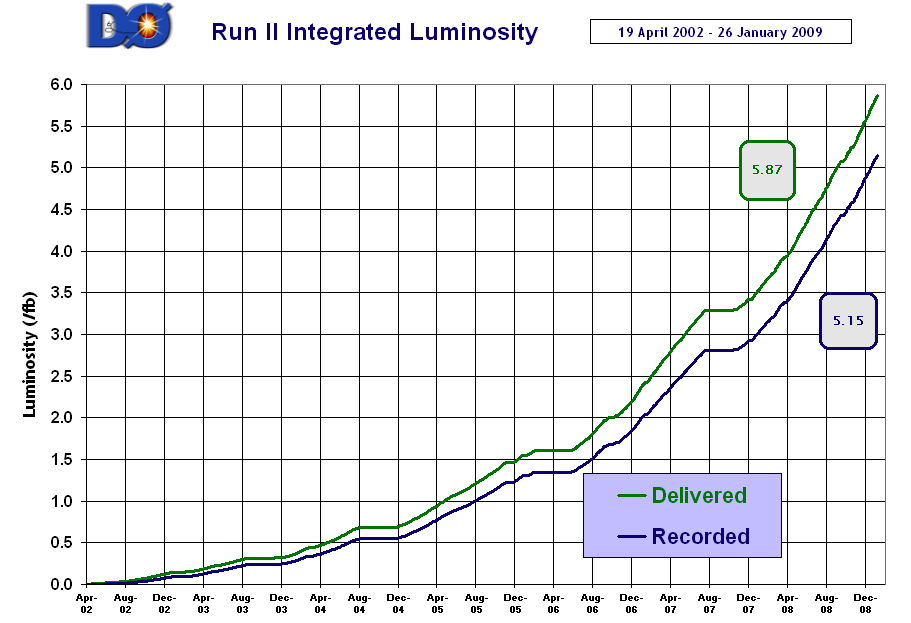 DØ
Run II Integrated Luminosity
19 April 2002 - 26 January 2009
Luminosity (/fb)
6.0
5.5
5.0
4.5
4.0
3.5
3.0
2.5
2.0
1.5
1.0
0.5
0.0
5.87
5.15
Delivered
Recorded
Apr- Aug- Dec- Apr- Aug- Dec- Apr- Aug- Dec- Apr- Aug- Dec- Apr- Aug- Dec- Apr- Aug- Dec- Apr- Aug- Dec-
02 02 02 03 03 03 04 04 04 05 05 05 06 06 06 07 07 07 08 08 08